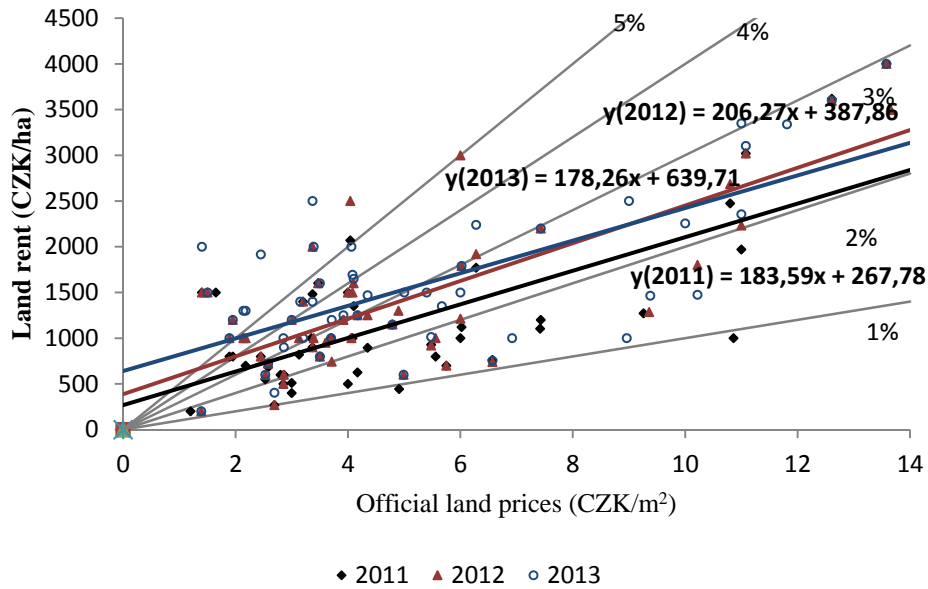 4500
4000
3500
3000
2500
2000
1500
1000
500
0
Land rent (CZK/ha)
5%
4%
3%
y(2012) = 206,27x + 387,86
y(2013) = 178,26x + 639,71
2%
y(2011) = 183,59x + 267,78
1%
0 2 4 6 8 10 12 14
Official land prices (CZK/m²)
2011 2012 2013